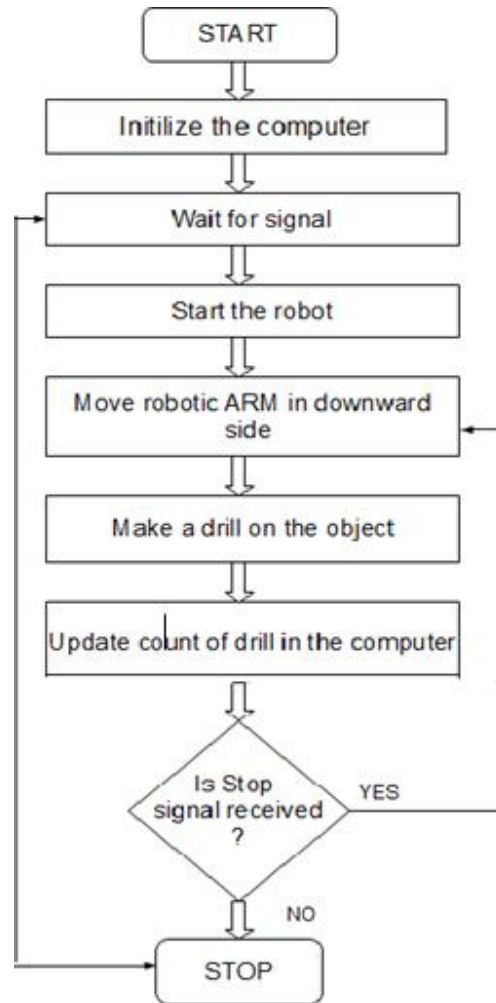 START
Initilize the computer
Wait for signal
Start the robot
Move robotic ARM in downward
side
Make a drill on the object
Update count of drill in the computer
Is Stop
signal received
?
YES
NO
STOP